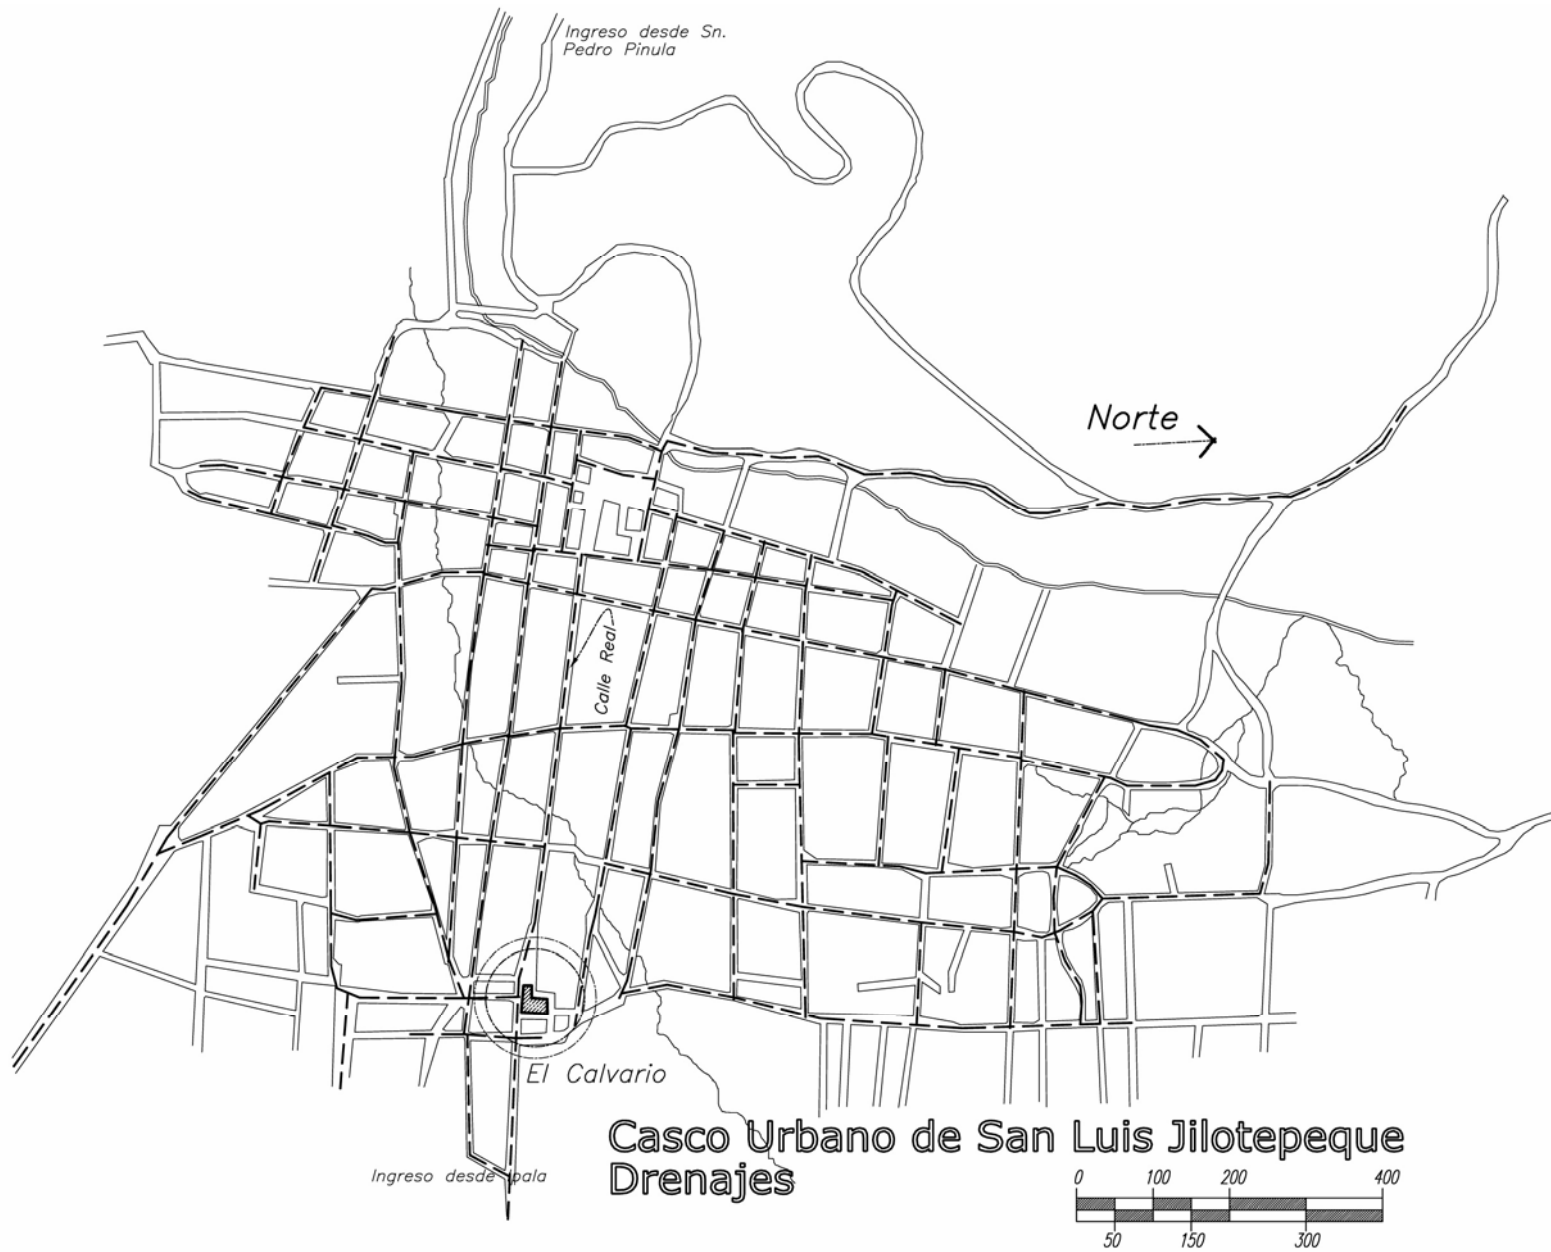 Ingreso desde Sn.
Pedro Pinula
Norte
Calle Real
El Calvario
Casco Urbano de San Luis Jilotepeque
Drenajes
Ingreso desde Ipala
0 100 200 400
50 150 300